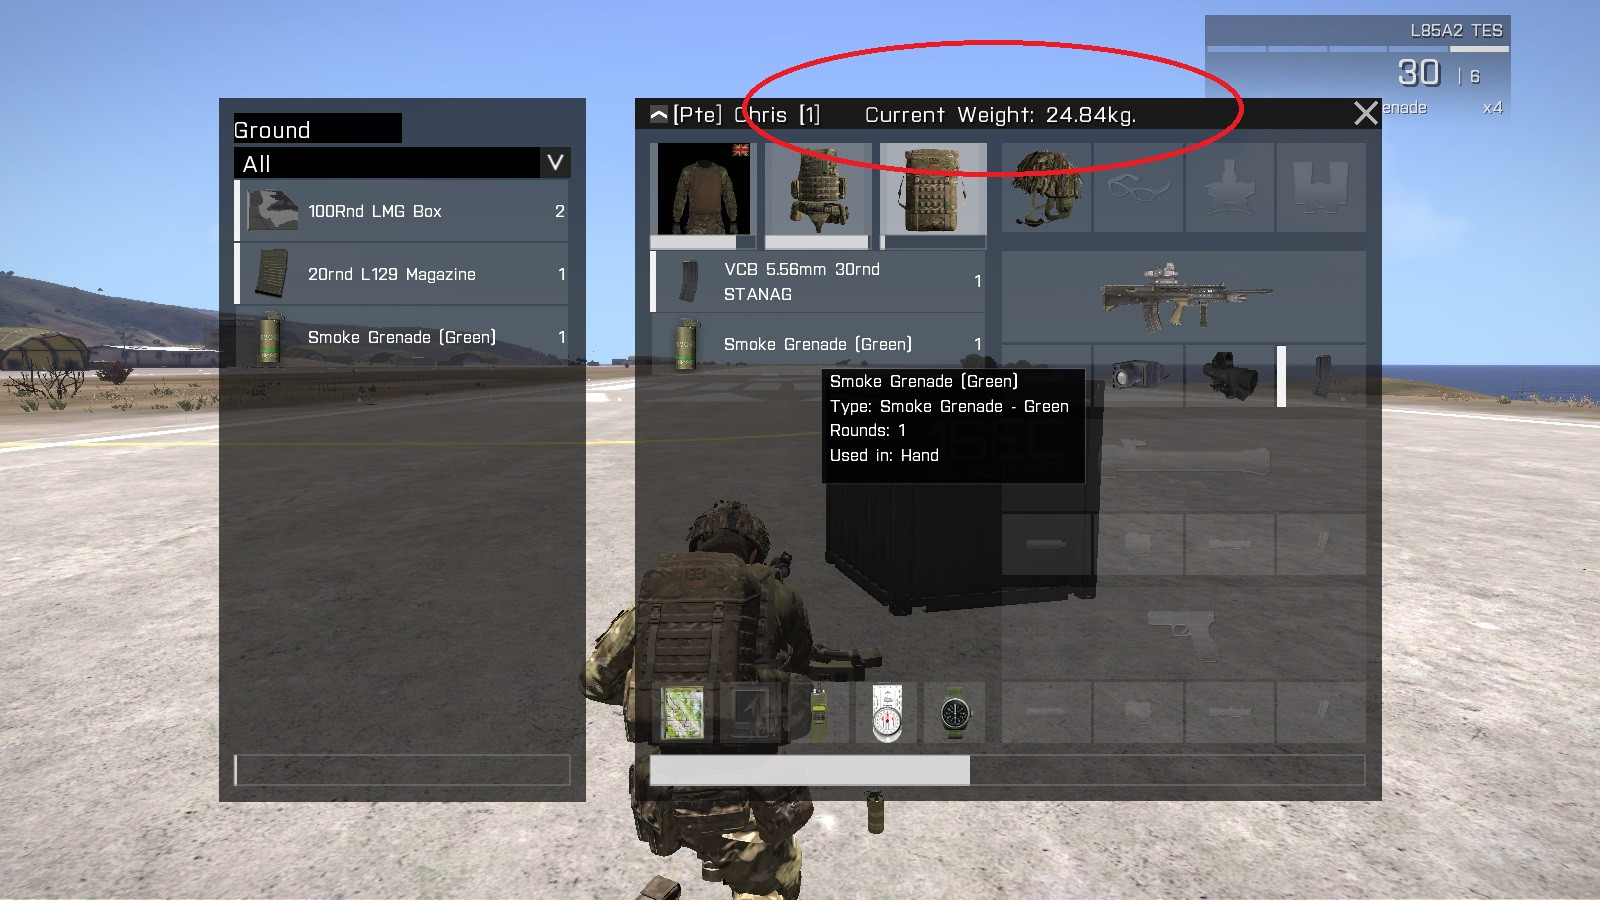 L85A2 TES
30 | 6
enade x4
[Pte] Chris [1] Current Weight: 24.84kg.
Ground
All
100Rnd LMG Box 2
20rnd L129 Magazine 1
Smoke Grenade (Green) 1
VCB 5.56mm 30rnd
STANAG 1
Smoke Grenade (Green) 1
Smoke Grenade (Green)
Type: Smoke Grenade - Green
Rounds: 1
Used in: Hand